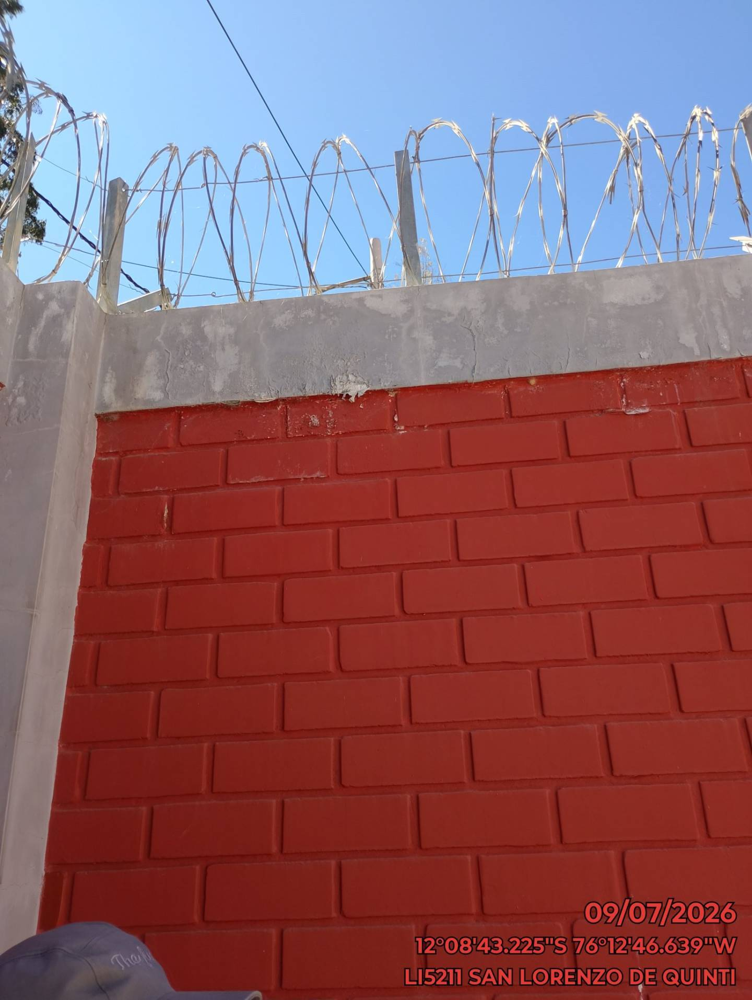 09/07/2026
12°08'43.225"S 76°12'46.639"W
LI5211 SAN LORENZO DE QUINTI